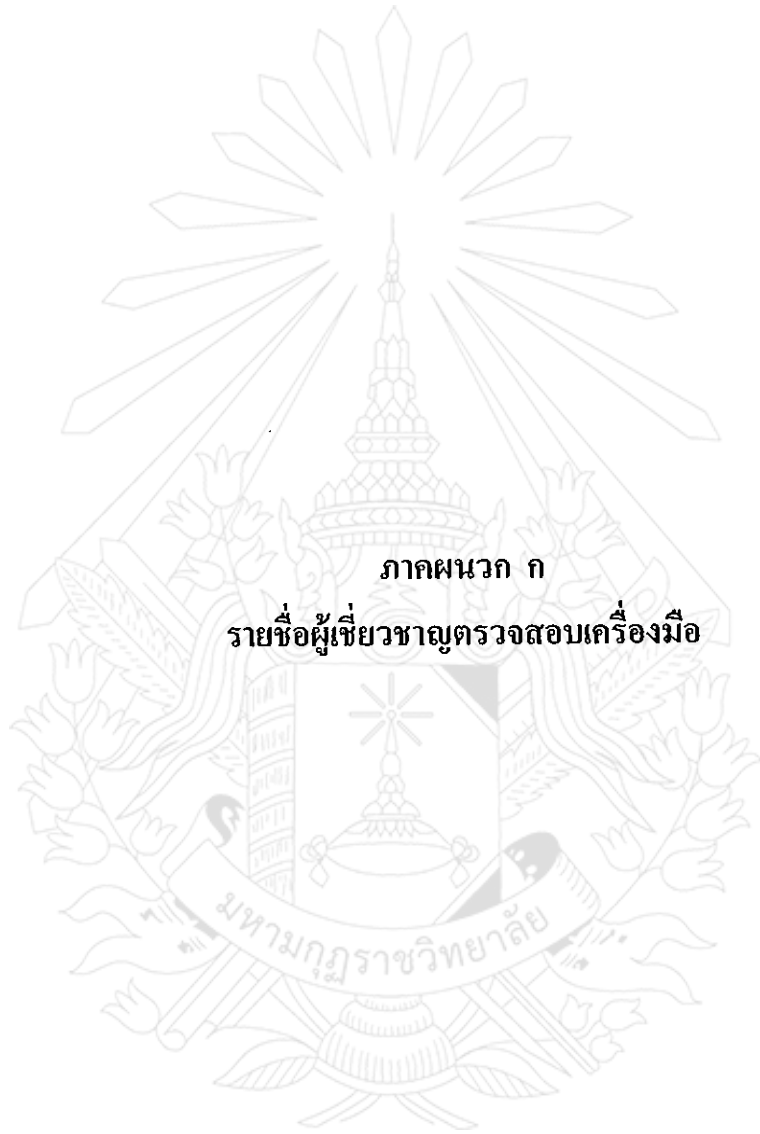 ภาคผนวก ก
รายชื่อผู้เชี่ยวชาญตรวจสอบเครื่องมือ
มหามกุฏราชวิทยาลัย